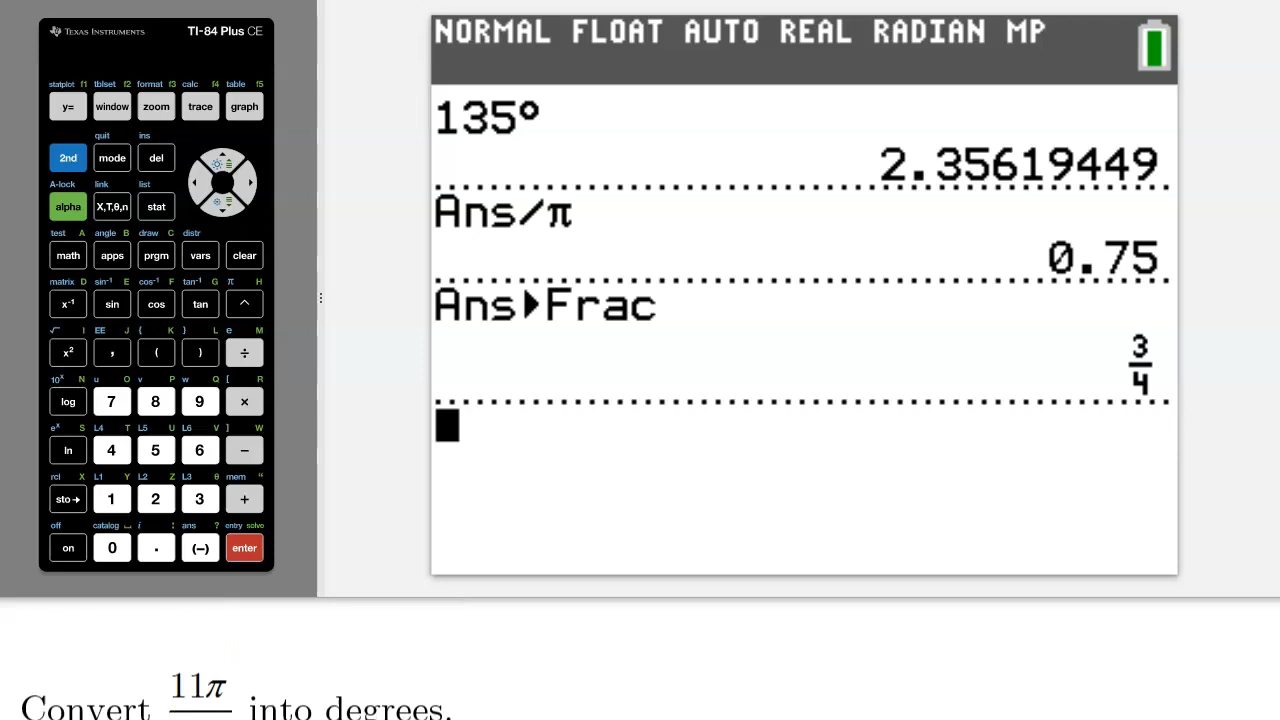 TEXAS INSTRUMENTS TI-84 Plus CE
statplot f1 tblset f2 format f3 calc f4 table f5
y= window zoom trace graph
quit ins
2nd mode del
A-lock link list
alpha X,T,θ,n stat
test A angle B draw C distr
math apps prgm vars clear
matrix D sin⁻¹ E cos⁻¹ F tan⁻¹ G π H
x⁻¹ sin cos tan ^
√ I EE J { K } L e M
x² , ( ) ÷
10ˣ N u O v P w Q [ R
log 7 8 9 ×
eˣ S L4 T L5 U L6 V ] W
ln 4 5 6 −
rcl X L1 Y L2 Z L3 θ mem "
sto→ 1 2 3 +
off catalog ⎵ i : ans ? entry solve
on 0 . (−) enter
NORMAL FLOAT AUTO REAL RADIAN MP
135°
2.35619449
Ans/π
0.75
Ans▶Frac
3
4
Convert 11π into degrees.